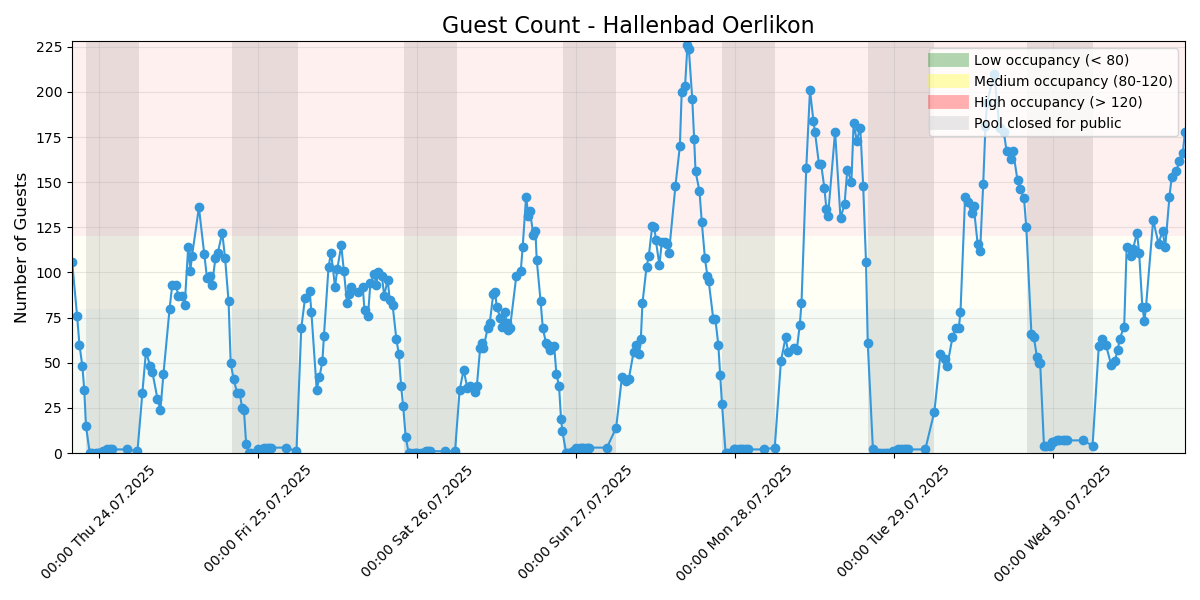 Guest Count - Hallenbad Oerlikon
Number of Guests
225
200
175
150
125
100
75
50
25
0
Low occupancy (< 80)
Medium occupancy (80-120)
High occupancy (> 120)
Pool closed for public
00:00 Thu 24.07.2025
00:00 Fri 25.07.2025
00:00 Sat 26.07.2025
00:00 Sun 27.07.2025
00:00 Mon 28.07.2025
00:00 Tue 29.07.2025
00:00 Wed 30.07.2025